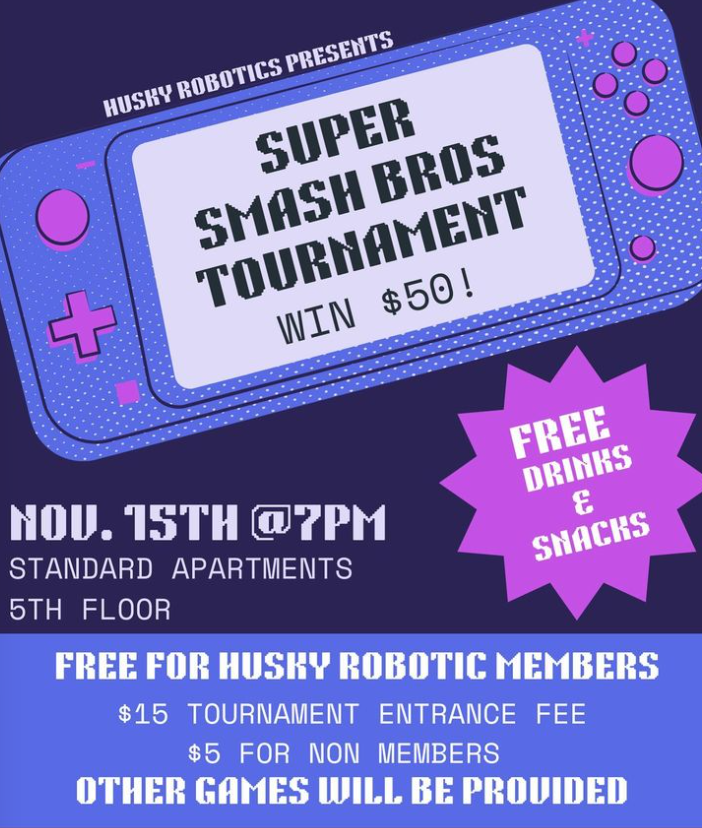 HUSKY ROBOTICS PRESENTS
SUPER
SMASH BROS
TOURNAMENT
WIN $50!
FREE
DRINKS
&
SNACKS
NOV. 15TH @7PM
STANDARD APARTMENTS
5TH FLOOR
FREE FOR HUSKY ROBOTIC MEMBERS
$15 TOURNAMENT ENTRANCE FEE
$5 FOR NON MEMBERS
OTHER GAMES WILL BE PROVIDED